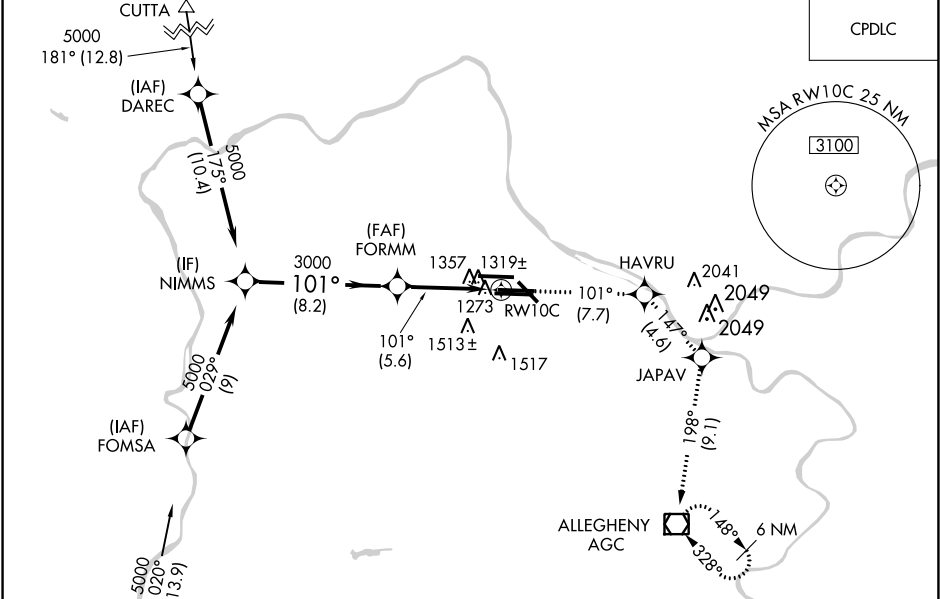 CUTTA
5000
181° (12.8)
CPDLC
(IAF)
DAREC
MSA RW10C 25 NM
3100
5000
175°
(10.4)
(FAF)
FORMM
(IF)
NIMMS
3000
101°
(8.2)
1357
1319±
1273
RW10C
HAVRU
101°
(7.7)
2041
2049
2049
147°
(4.6)
101°
(5.6)
1513±
1517
JAPAV
5000
029°
(9)
(IAF)
FOMSA
198°
(9.1)
ALLEGHENY
AGC
148°
6 NM
328°
5000
020°
(13.9)